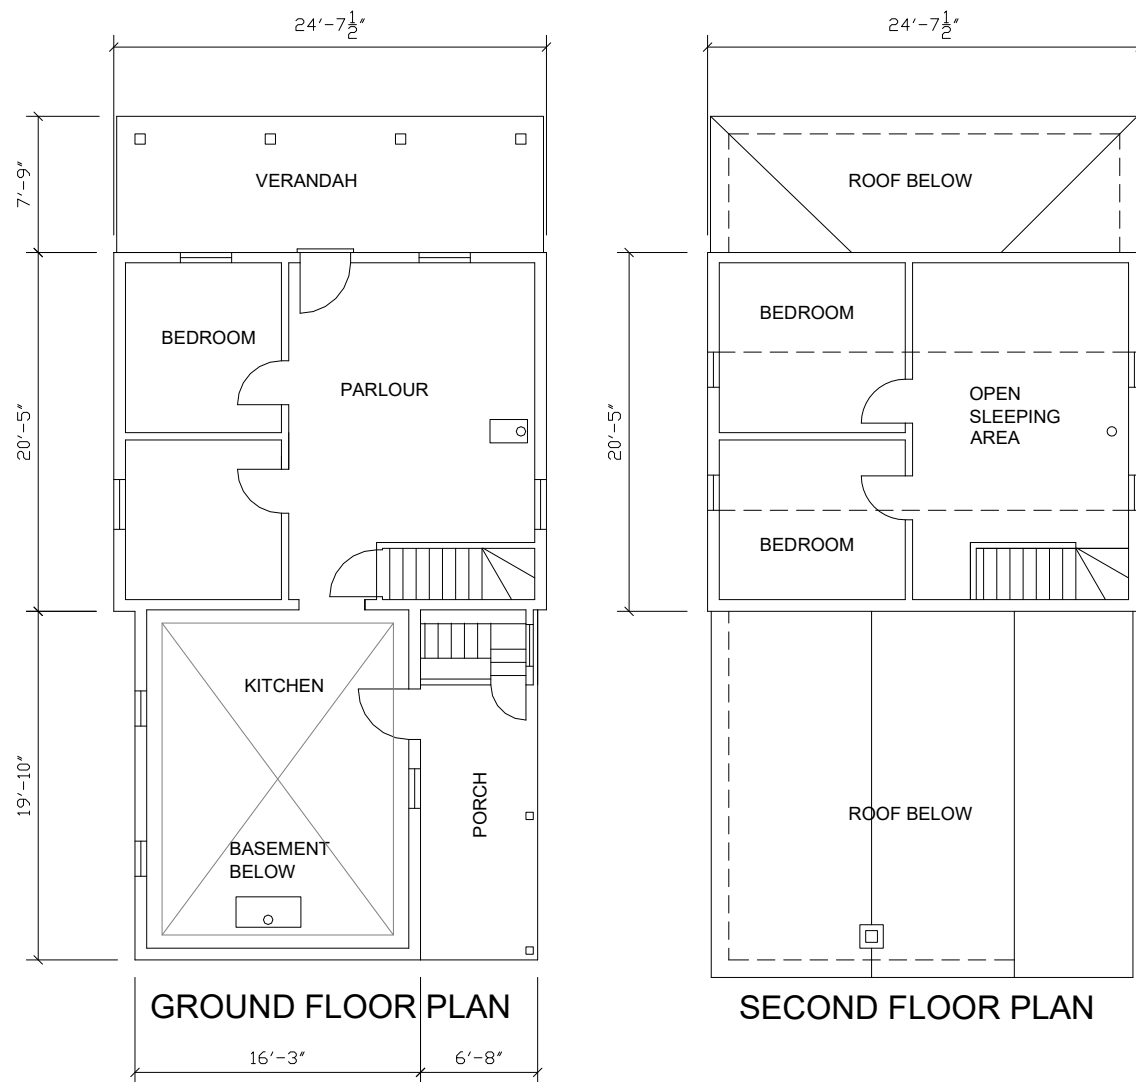 24'-7½"
24'-7½"
7'-9"
VERANDAH
ROOF BELOW
20'-5"
BEDROOM
PARLOUR
20'-5"
BEDROOM
OPEN
SLEEPING
AREA
BEDROOM
19'-10"
KITCHEN
PORCH
BASEMENT
BELOW
ROOF BELOW
GROUND FLOOR PLAN
SECOND FLOOR PLAN
16'-3"
6'-8"